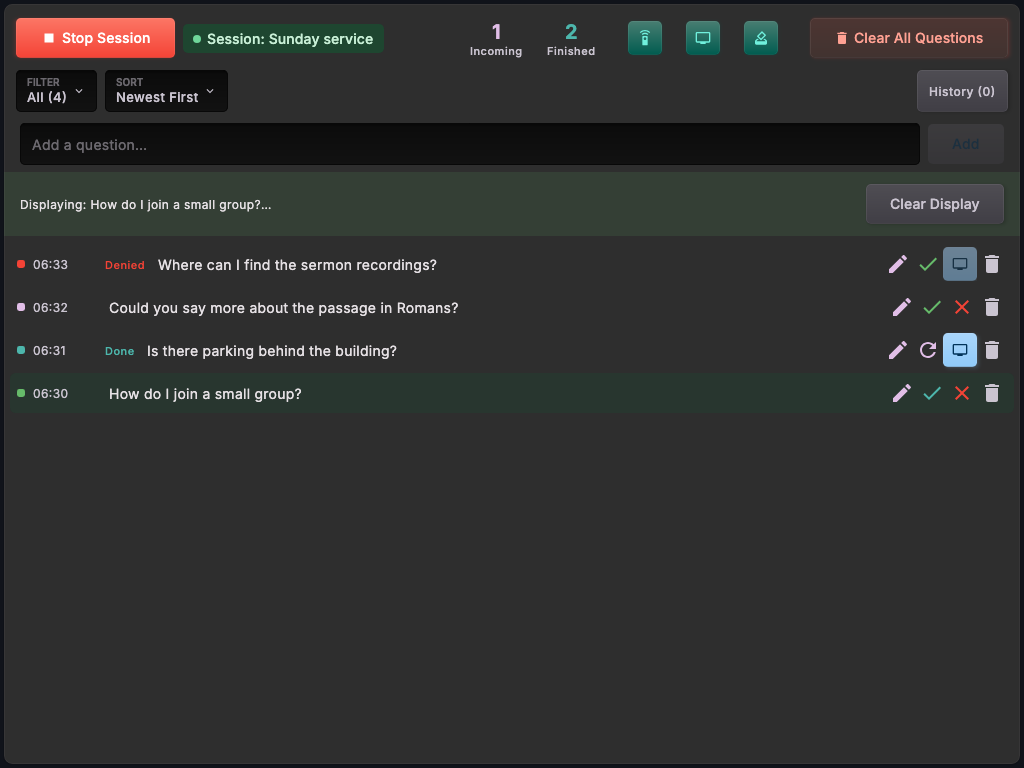 Stop Session
Session: Sunday service
1
Incoming
2
Finished
Clear All Questions
FILTER
All (4)
SORT
Newest First
History (0)
Add a question...
Add
Displaying: How do I join a small group?...
Clear Display
06:33 Denied Where can I find the sermon recordings?
06:32 Could you say more about the passage in Romans?
06:31 Done Is there parking behind the building?
06:30 How do I join a small group?